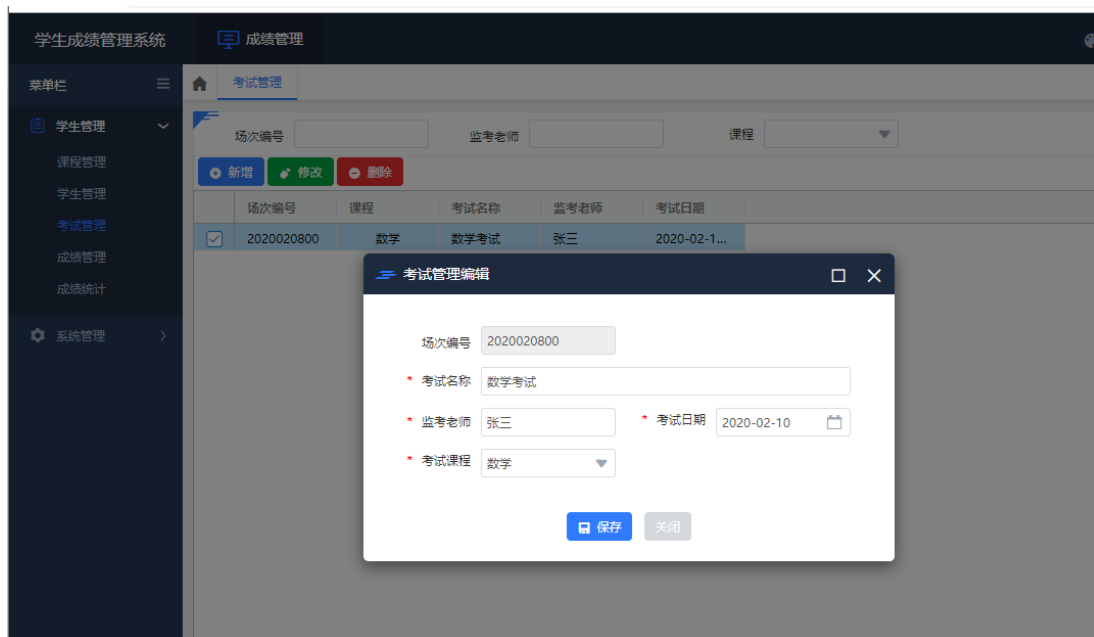 学生成绩管理系统 成绩管理
菜单栏 考试管理
学生管理
课程管理
学生管理
考试管理
成绩管理
成绩统计
系统管理
场次编号 监考老师 课程
新增 修改 删除
场次编号 课程 考试名称 监考老师 考试日期
2020020800 数学 数学考试 张三 2020-02-1...
考试管理编辑
场次编号 2020020800
* 考试名称 数学考试
* 监考老师 张三 * 考试日期 2020-02-10
* 考试课程 数学
保存 关闭